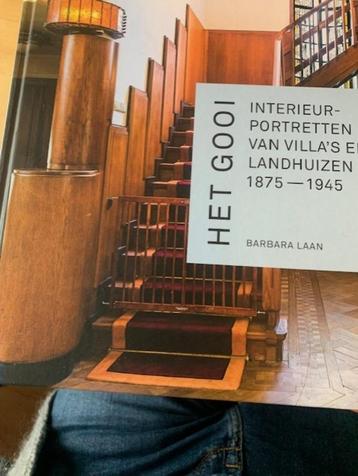 HET GOOI
INTERIEUR-
PORTRETTEN
VAN VILLA'S E
LANDHUIZEN
1875 — 1945
BARBARA LAAN